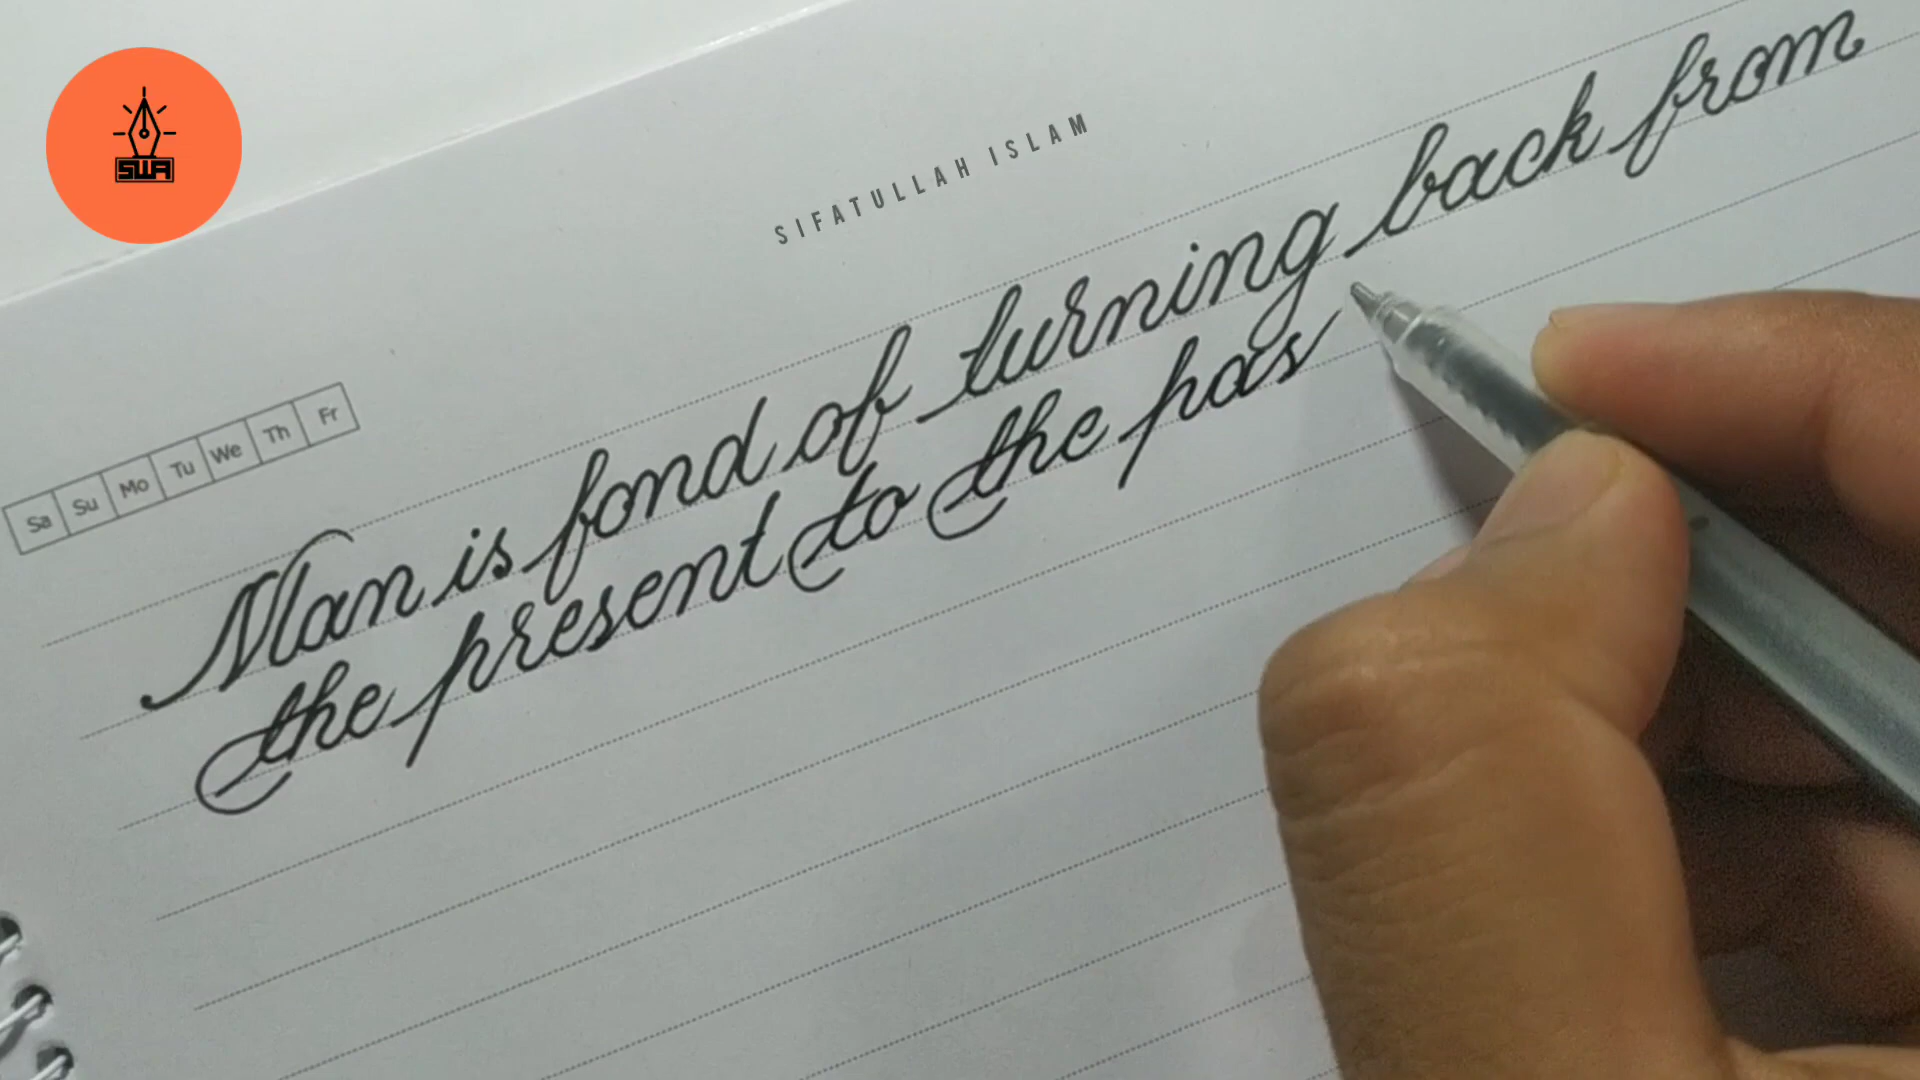 SWA
SIFATULLAH ISLAM
Sa Su Mo Tu We Th Fr
Man is fond of turning back from
the present to the pas